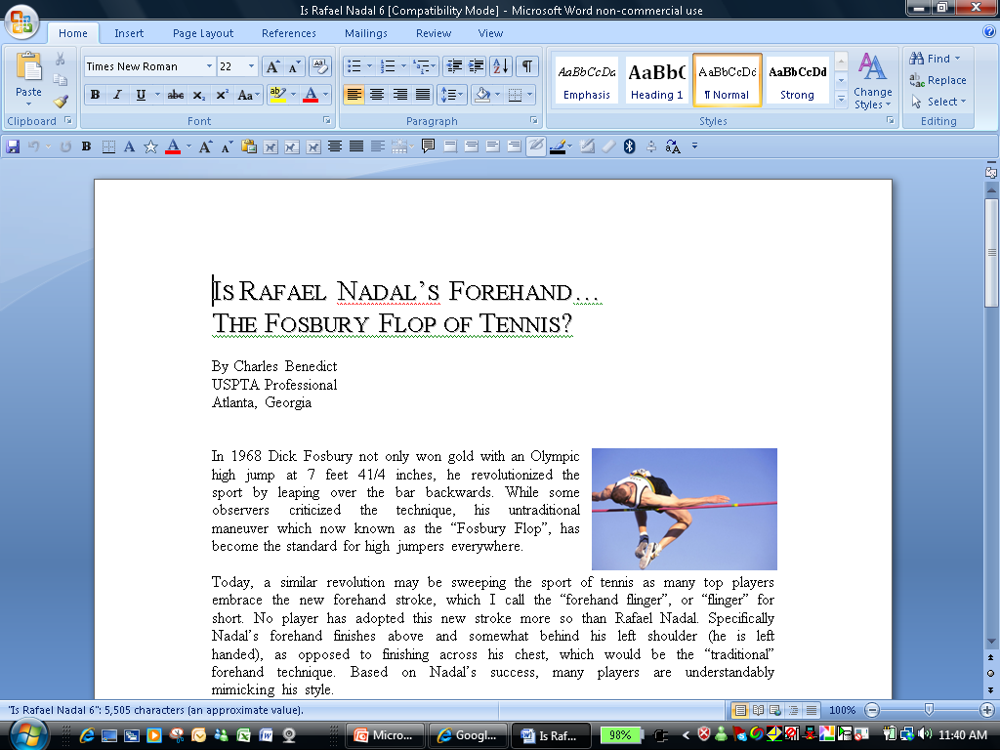 Is Rafael Nadal 6 [Compatibility Mode] - Microsoft Word non-commercial use
Home Insert Page Layout References Mailings Review View
Times New Roman 22
AaBbCcDd AaBbC AaBbCcDd AaBbCcDd
Paste
Emphasis Heading 1 ¶ Normal Strong
Change Styles
Find
Replace
Select
Clipboard Font Paragraph Styles Editing
IS RAFAEL NADAL'S FOREHAND…
THE FOSBURY FLOP OF TENNIS?
By Charles Benedict
USPTA Professional
Atlanta, Georgia
In 1968 Dick Fosbury not only won gold with an Olympic
high jump at 7 feet 41/4 inches, he revolutionized the
sport by leaping over the bar backwards. While some
observers criticized the technique, his untraditional
maneuver which now known as the “Fosbury Flop”, has
become the standard for high jumpers everywhere.
Today, a similar revolution may be sweeping the sport of tennis as many top players
embrace the new forehand stroke, which I call the “forehand flinger”, or “flinger” for
short. No player has adopted this new stroke more so than Rafael Nadal. Specifically
Nadal’s forehand finishes above and somewhat behind his left shoulder (he is left
handed), as opposed to finishing across his chest, which would be the “traditional”
forehand technique. Based on Nadal’s success, many players are understandably
mimicking his style.
"Is Rafael Nadal 6": 5,505 characters (an approximate value).
100%
Micro... Googl... Is Raf... 98% 11:40 AM